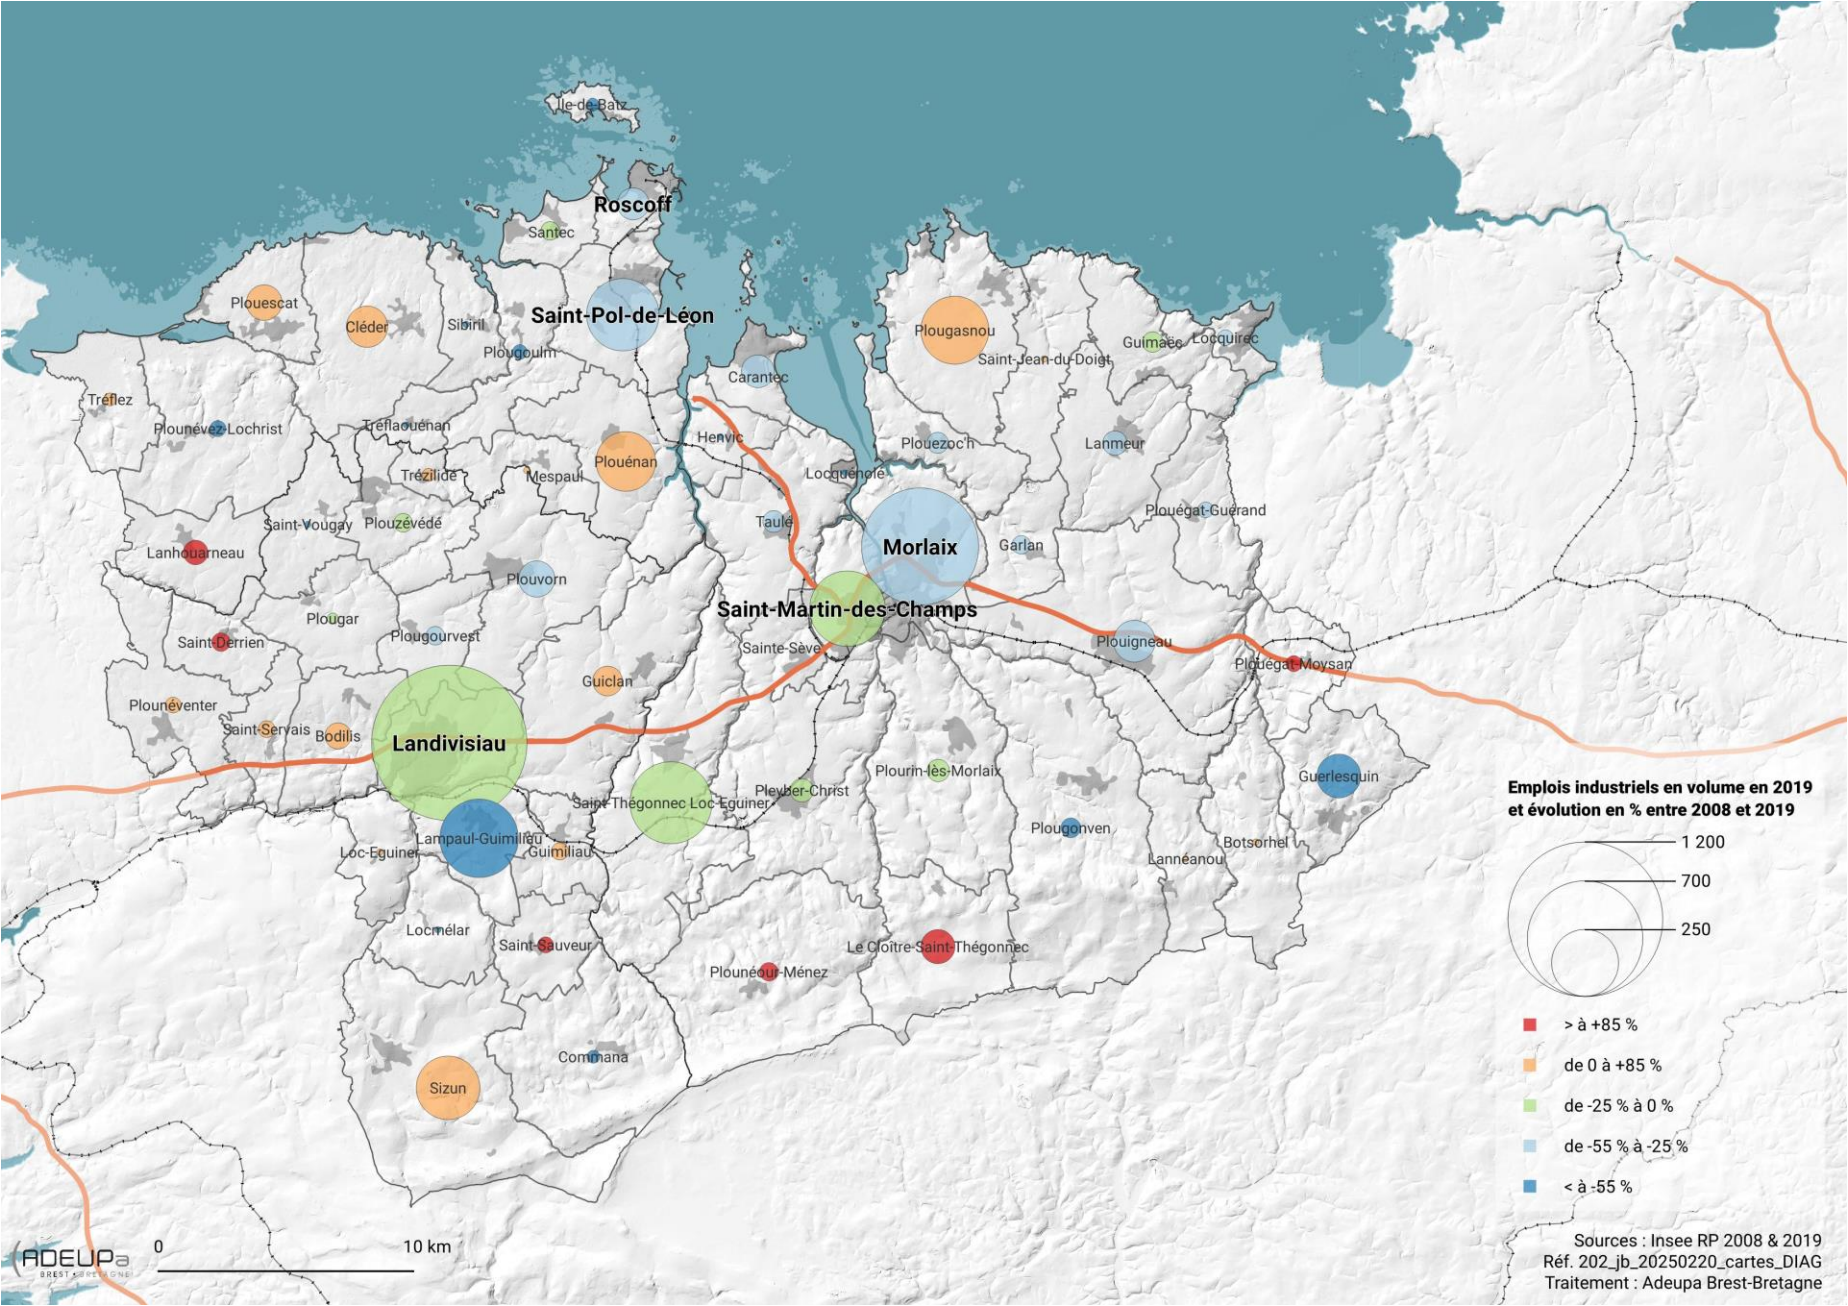 Île-de-Batz
Roscoff
Santec
Plouescat
Cléder
Sibiril
Saint-Pol-de-Léon
Plougoulm
Plougasnou
Saint-Jean-du-Doigt
Guimaëc
Locquirec
Carantec
Tréflez
Plounévez-Lochrist
Tréflaouénan
Henvic
Plouezoc'h
Lanmeur
Plouénan
Trézilidé
Mespaul
Locquénolé
Saint-Vougay
Plouzévédé
Taulé
Plouégat-Guérand
Lanhouarneau
Morlaix
Garlan
Plouvorn
Saint-Martin-des-Champs
Plougar
Saint-Derrien
Plougourvest
Sainte-Sève
Plouigneau
Plouégat-Moysan
Guiclan
Plounéventer
Saint-Servais
Bodilis
Landivisiau
Plourin-lès-Morlaix
Guerlesquin
Pleyber-Christ
Saint-Thégonnec Loc-Eguiner
Plougonven
Lampaul-Guimiliau
Loc-Eguiner
Guimiliau
Botsorhel
Lannéanou
Locmélar
Saint-Sauveur
Le Cloître-Saint-Thégonnec
Plounéour-Ménez
Commana
Sizun
Emplois industriels en volume en 2019
et évolution en % entre 2008 et 2019
1 200
700
250
> à +85 %
de 0 à +85 %
de -25 % à 0 %
de -55 % à -25 %
< à -55 %
0 10 km
ADEUPa
BREST • BRETAGNE
Sources : Insee RP 2008 & 2019
Réf. 202_jb_20250220_cartes_DIAG
Traitement : Adeupa Brest-Bretagne